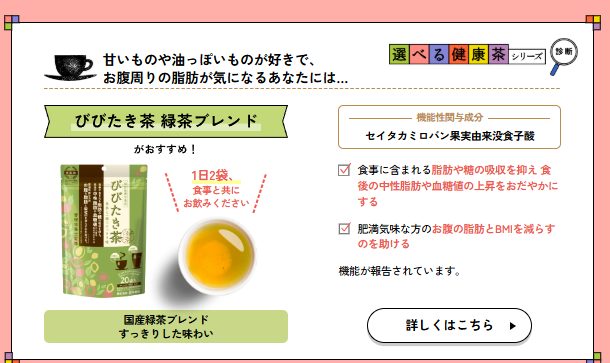 甘いものや油っぽいものが好きで、
お腹周りの脂肪が気になるあなたには…
選べる健康茶シリーズ
診断
びびたき茶 緑茶ブレンド
がおすすめ！
1日2袋、
食事と共に
お飲みください
びびたき茶
20
国産緑茶ブレンド
すっきりした味わい
機能性関与成分
セイタカミロバン果実由来没食子酸
食事に含まれる脂肪や糖の吸収を抑え 食
後の中性脂肪や血糖値の上昇をおだやかに
する
肥満気味な方のお腹の脂肪とBMIを減らす
のを助ける
機能が報告されています。
詳しくはこちら